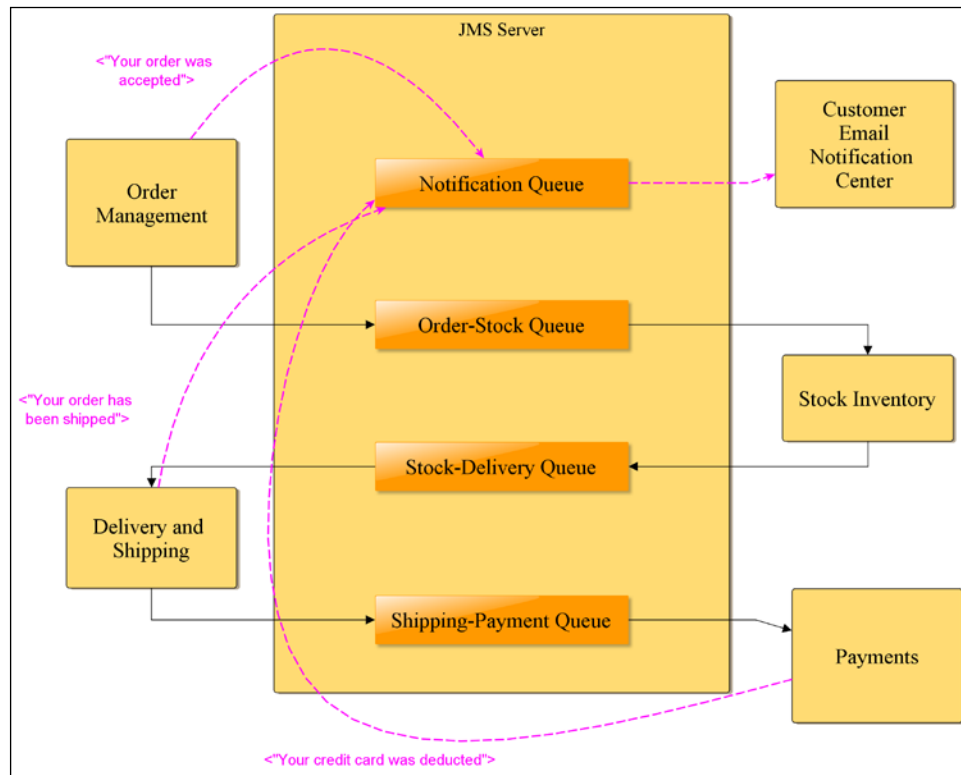 JMS Server
<"Your order was
accepted">
Customer
Email
Notification
Center
Order
Management
Notification Queue
Order-Stock Queue
Stock Inventory
<"Your order has
been shipped">
Stock-Delivery Queue
Delivery and
Shipping
Shipping-Payment Queue
Payments
<"Your credit card was deducted">